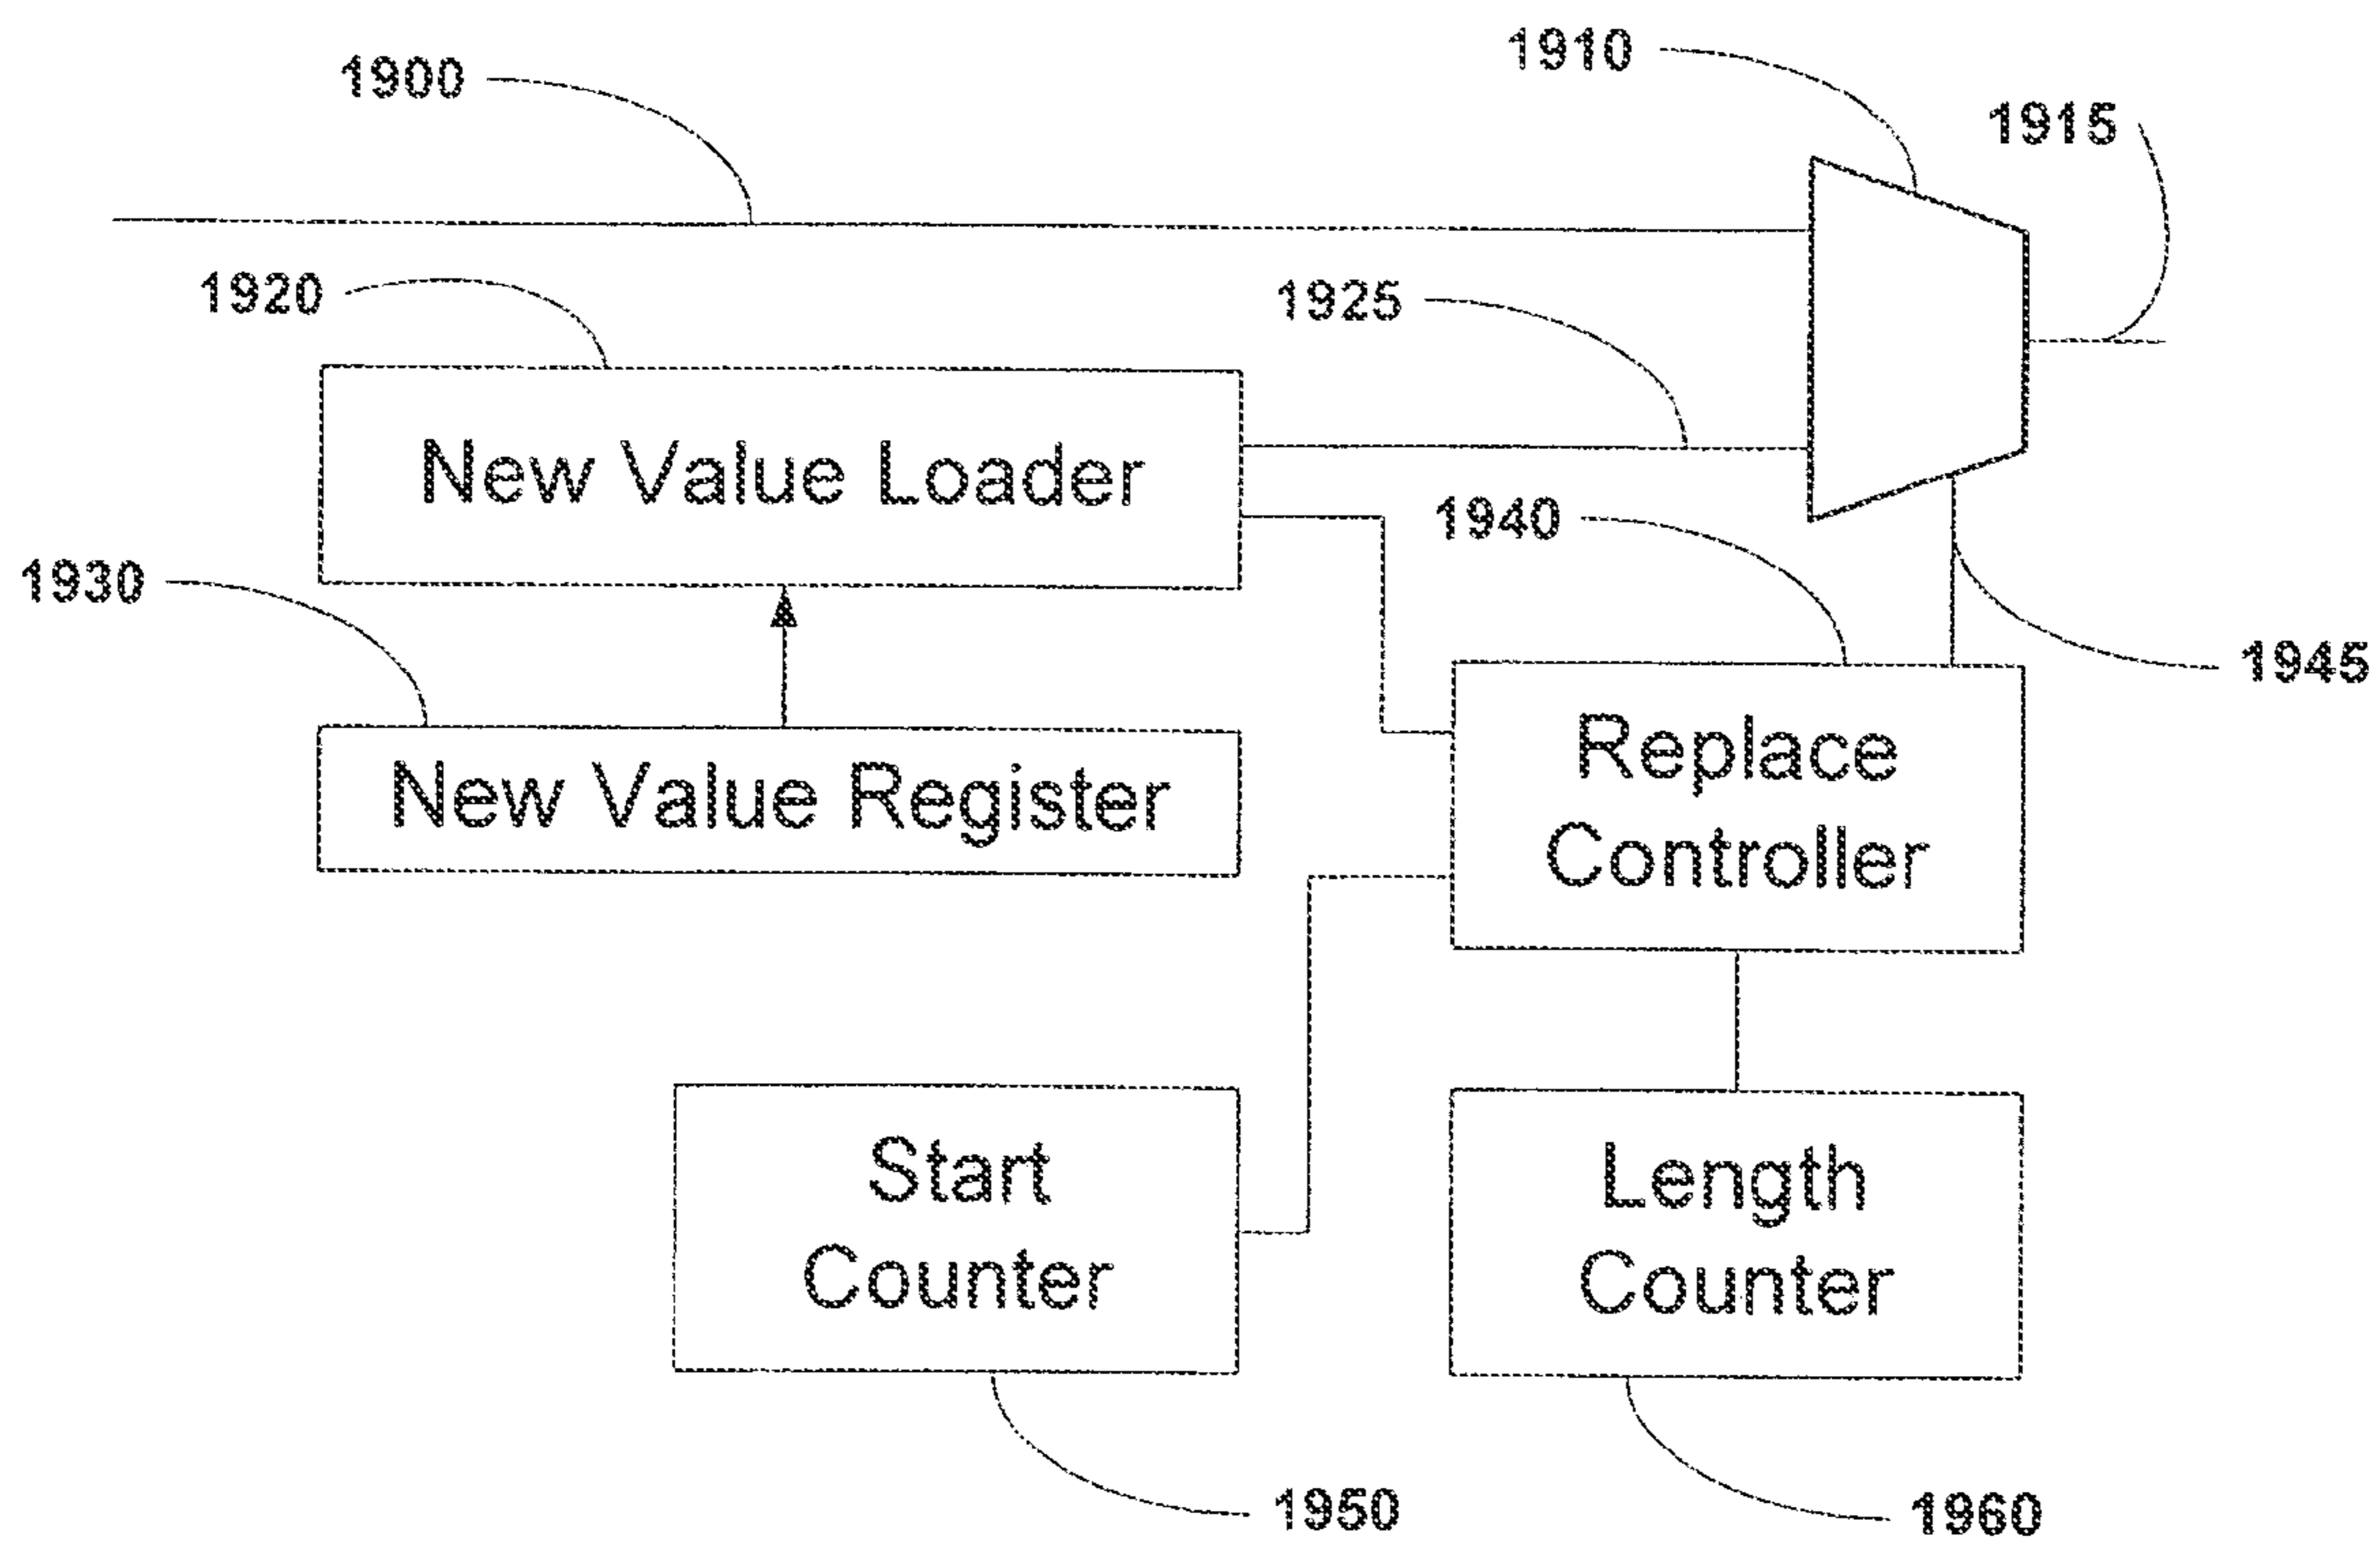 1910
1900
1915
1920
1925
New Value Loader
1940
1930
1945
Replace
Controller
New Value Register
Start
Counter
Length
Counter
1950
1960